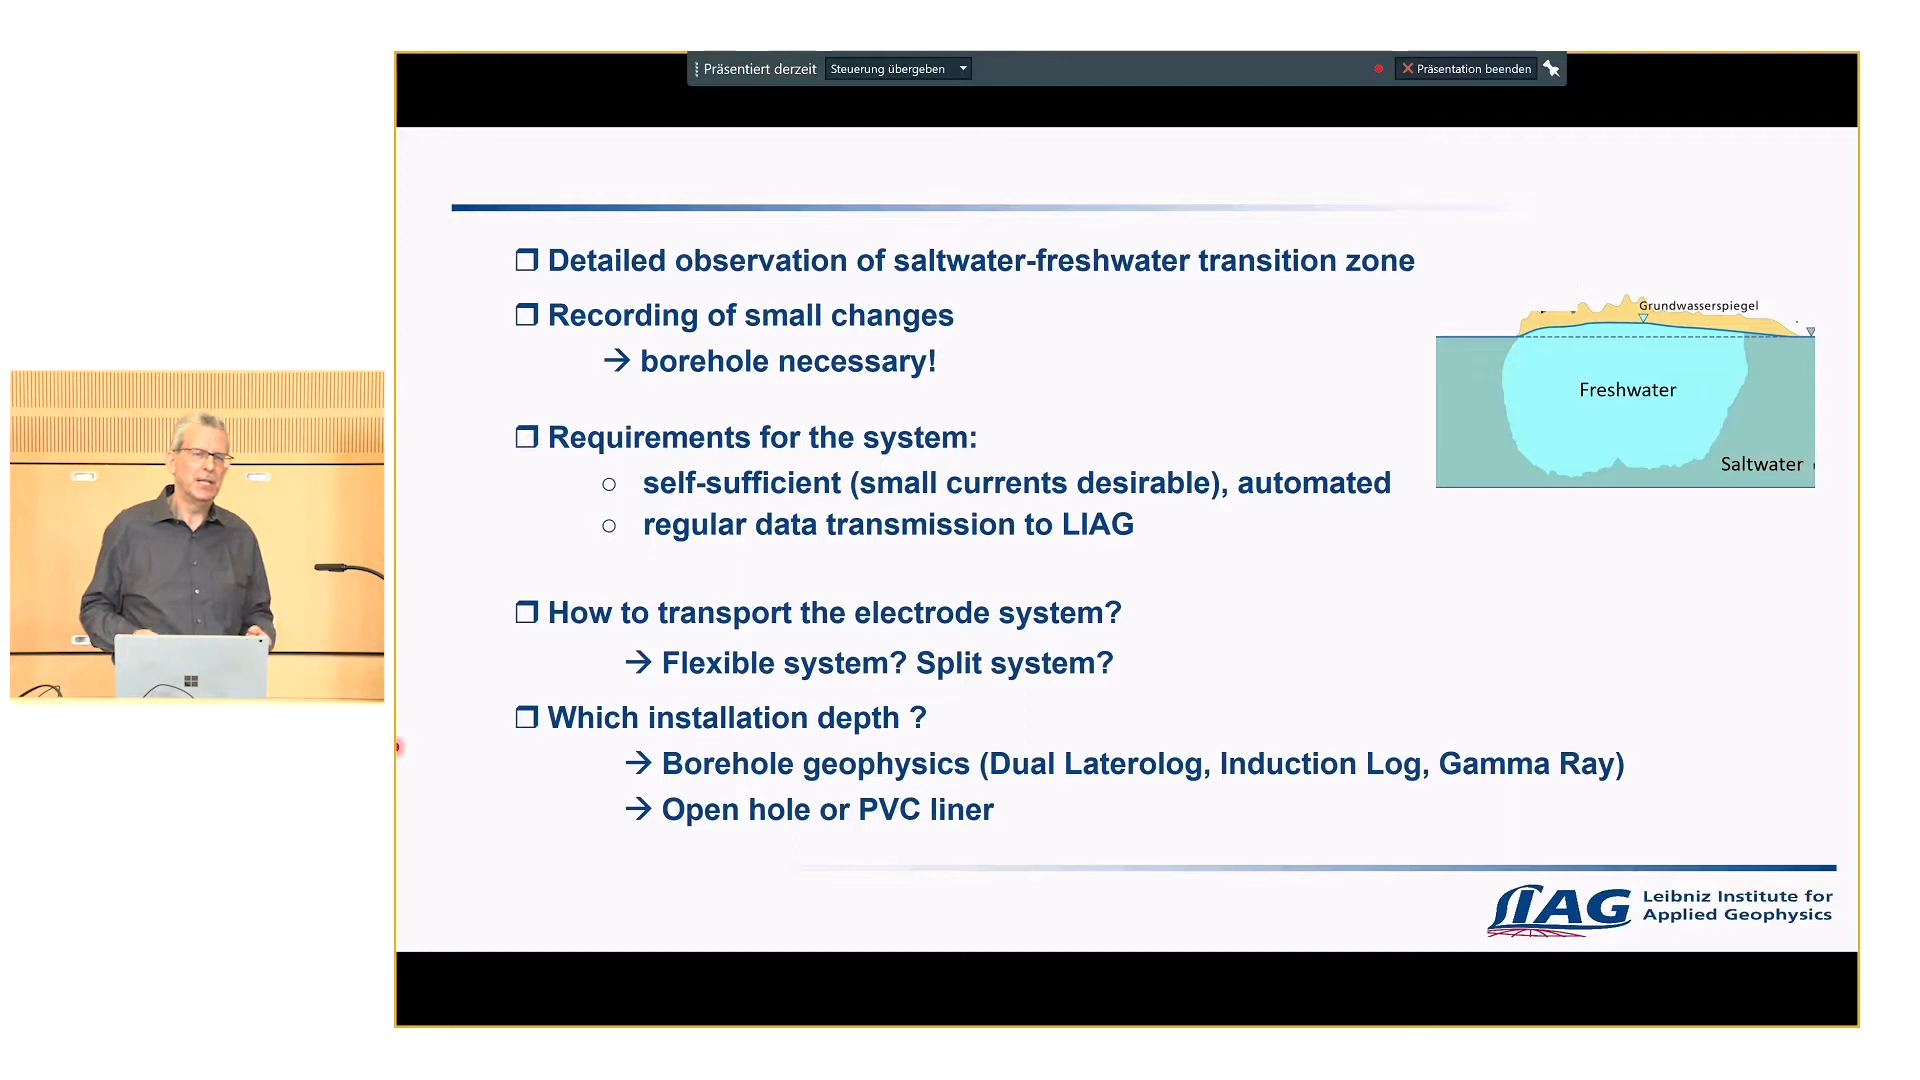 Präsentiert derzeit
Steuerung übergeben
Präsentation beenden
Detailed observation of saltwater-freshwater transition zone
Recording of small changes
→ borehole necessary!
Requirements for the system:
○ self-sufficient (small currents desirable), automated
○ regular data transmission to LIAG
How to transport the electrode system?
→ Flexible system? Split system?
Which installation depth ?
→ Borehole geophysics (Dual Laterolog, Induction Log, Gamma Ray)
→ Open hole or PVC liner
Grundwasserspiegel
Freshwater
Saltwater
LIAG
Leibniz Institute for
Applied Geophysics